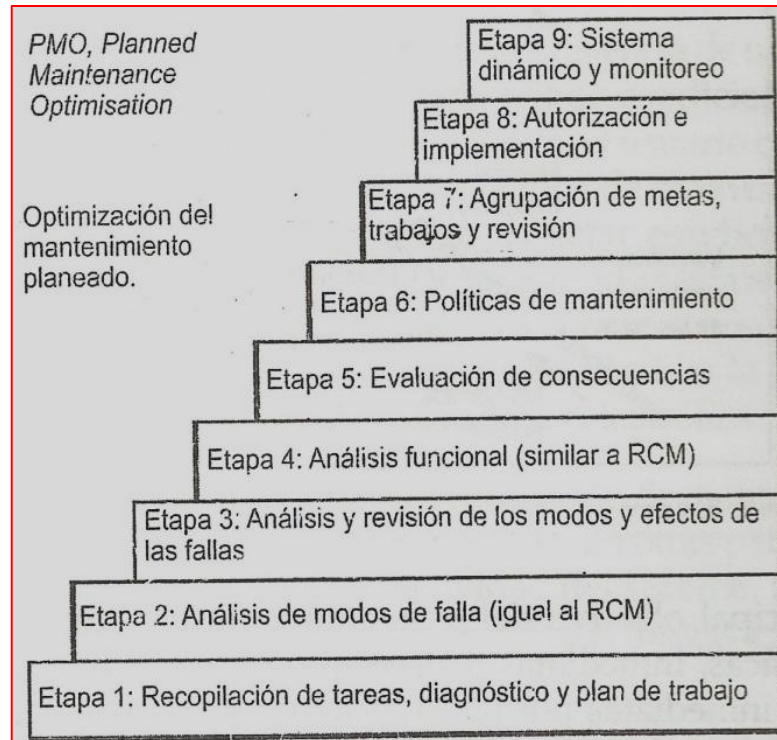 PMO, Planned
Maintenance
Optimisation
Optimización del
mantenimiento
planeado.
Etapa 9: Sistema
dinámico y monitoreo
Etapa 8: Autorización e
implementación
Etapa 7: Agrupación de metas,
trabajos y revisión
Etapa 6: Políticas de mantenimiento
Etapa 5: Evaluación de consecuencias
Etapa 4: Análisis funcional (similar a RCM)
Etapa 3: Análisis y revisión de los modos y efectos de
las fallas
Etapa 2: Análisis de modos de falla (igual al RCM)
Etapa 1: Recopilación de tareas, diagnóstico y plan de trabajo